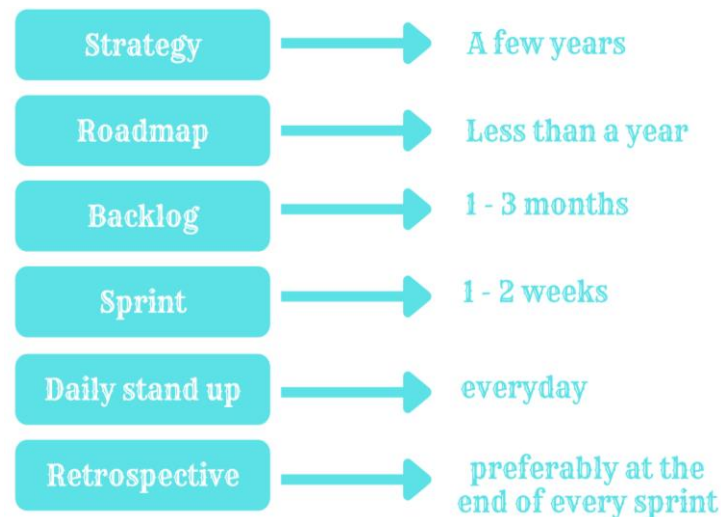 Strategy
A few years
Roadmap
Less than a year
Backlog
1 - 3 months
Sprint
1 - 2 weeks
Daily stand up
everyday
Retrospective
preferably at the
end of every sprint